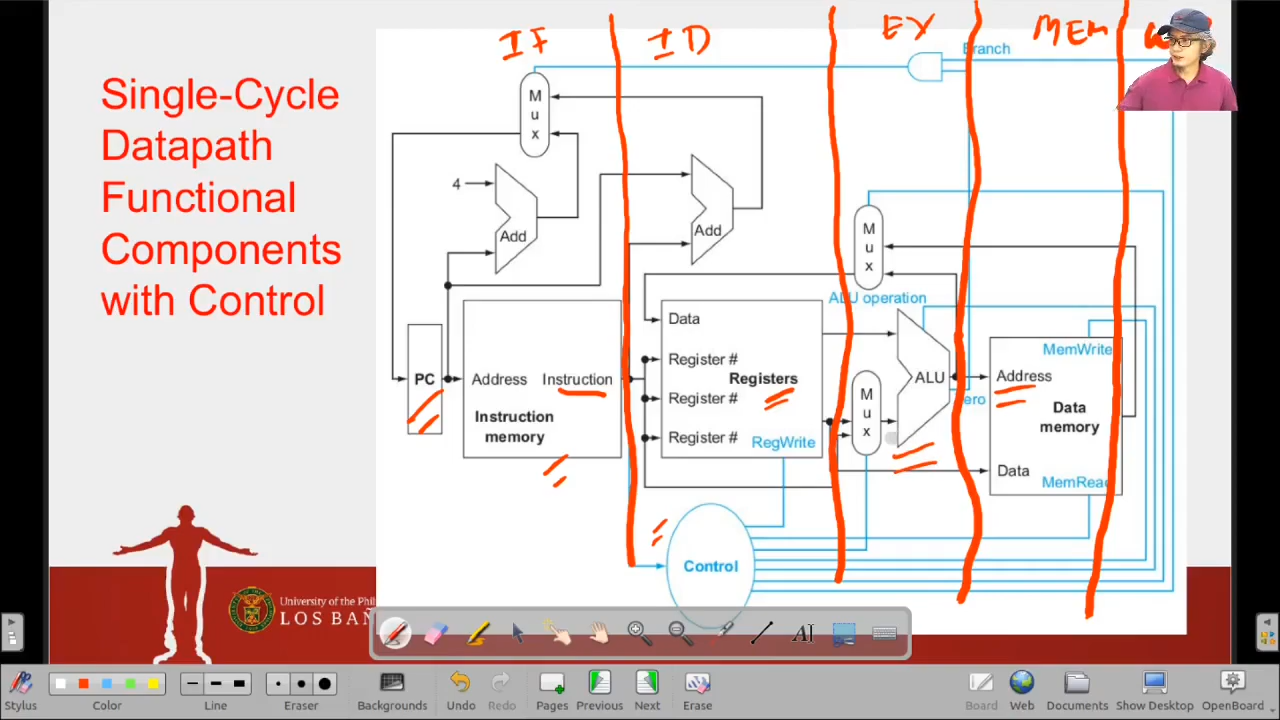 IF
ID
EX
MEM
Single-Cycle
Datapath
Functional
Components
with Control
Branch
M
u
x
4
Add
Add
M
u
x
ALU operation
Data
Register #
Registers
Register #
Register #
RegWrite
PC
Address
Instruction
Instruction
memory
M
u
x
ALU
MemWrite
Address
Data
memory
Data
MemRead
Control
University of the Phil
LOS BAÑ
Stylus
Color
Line
Eraser
Backgrounds
Undo
Redo
Pages
Previous
Next
Erase
Board
Web
Documents
Show Desktop
OpenBoard